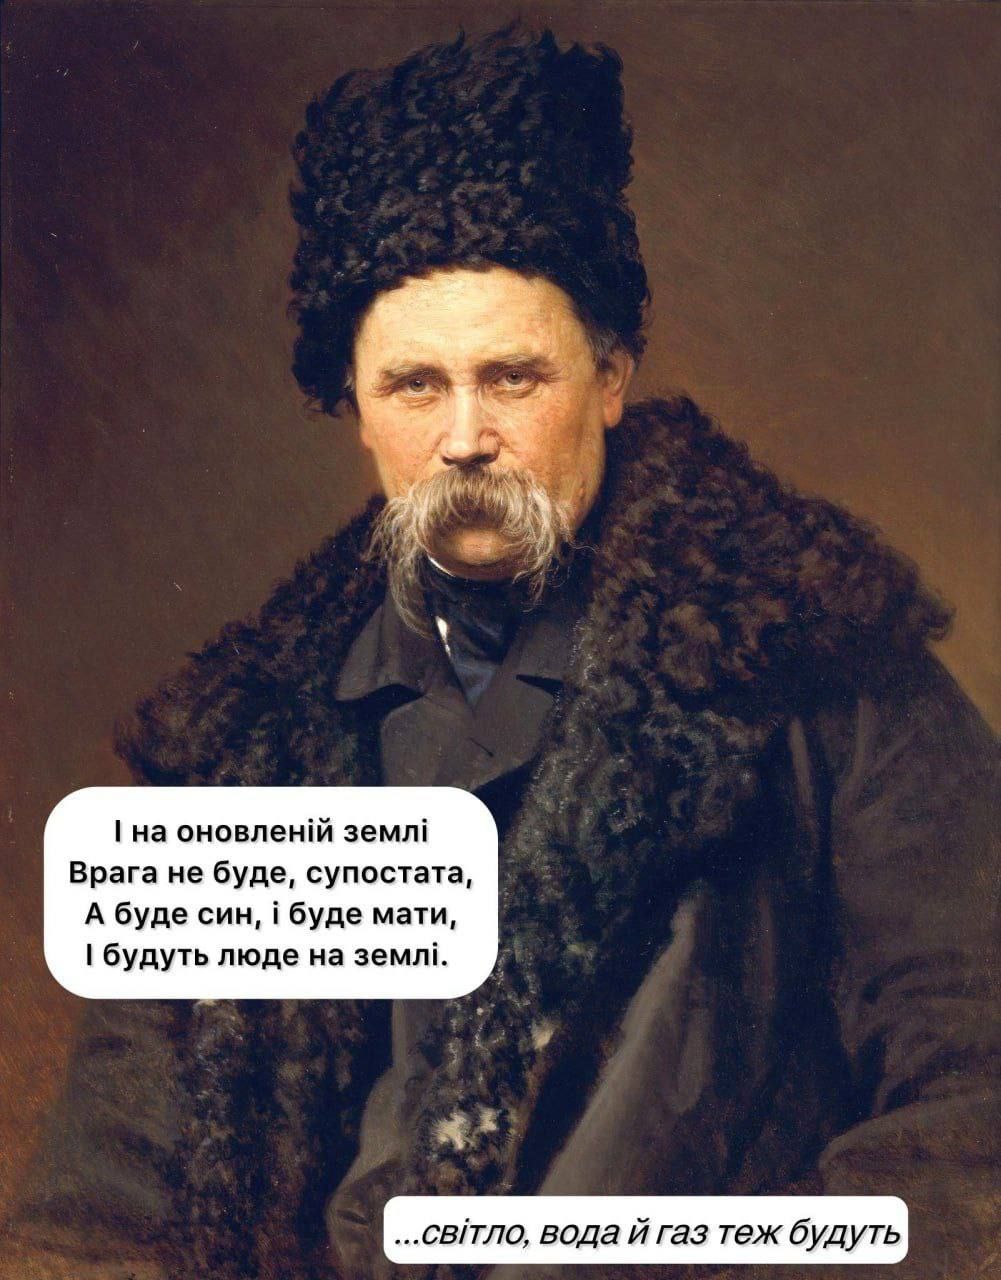 І на оновленій землі
Врага не буде, супостата,
А буде син, і буде мати,
І будуть люде на землі.
...світло, вода й газ теж будуть